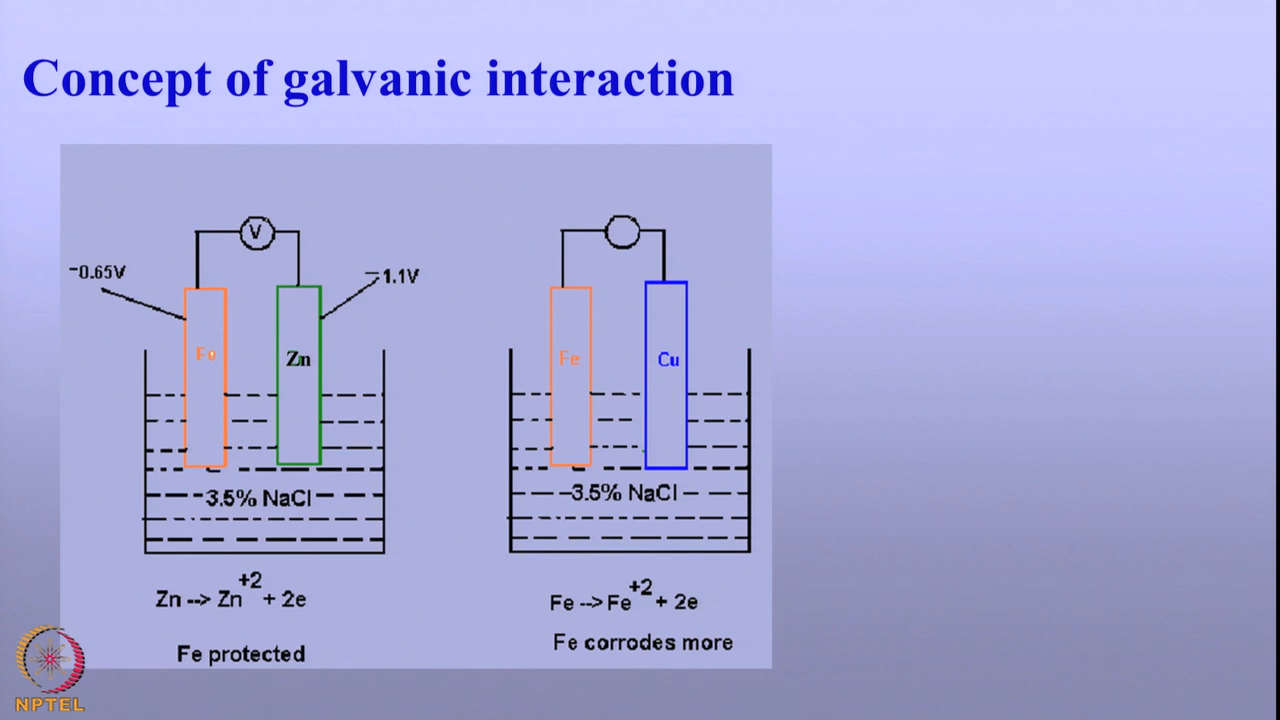 Concept of galvanic interaction
V
-0.65V
-1.1V
Fe
Zn
3.5% NaCl
Zn --> Zn+2 + 2e
Fe protected
Fe
Cu
3.5% NaCl
Fe --> Fe+2 + 2e
Fe corrodes more
NPTEL